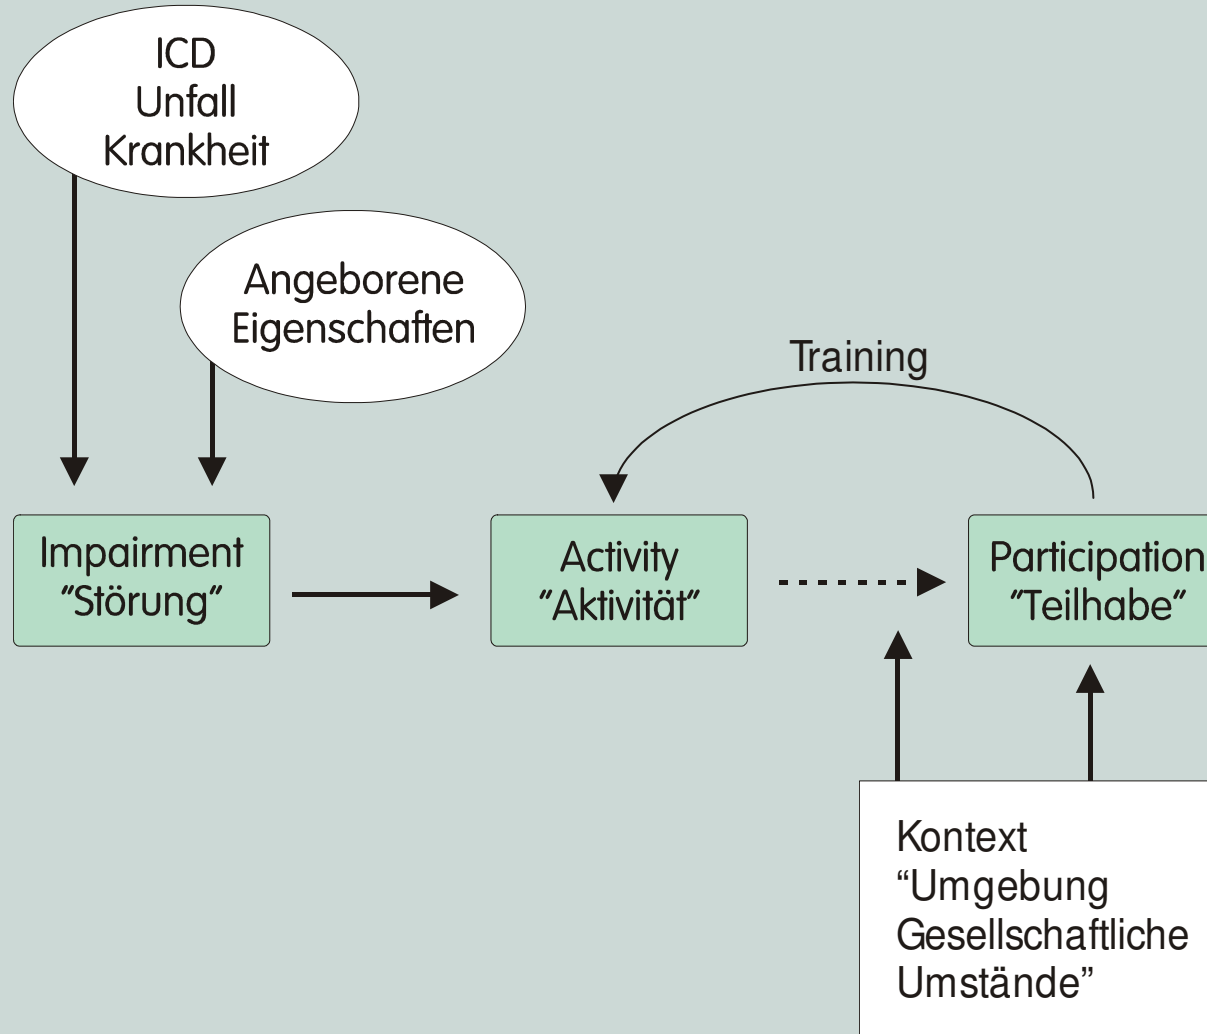 ICD
Unfall
Krankheit
Angeborene
Eigenschaften
Training
Impairment
"Störung"
Activity
"Aktivität"
Participation
"Teilhabe"
Kontext
“Umgebung
Gesellschaftliche
Umstände”